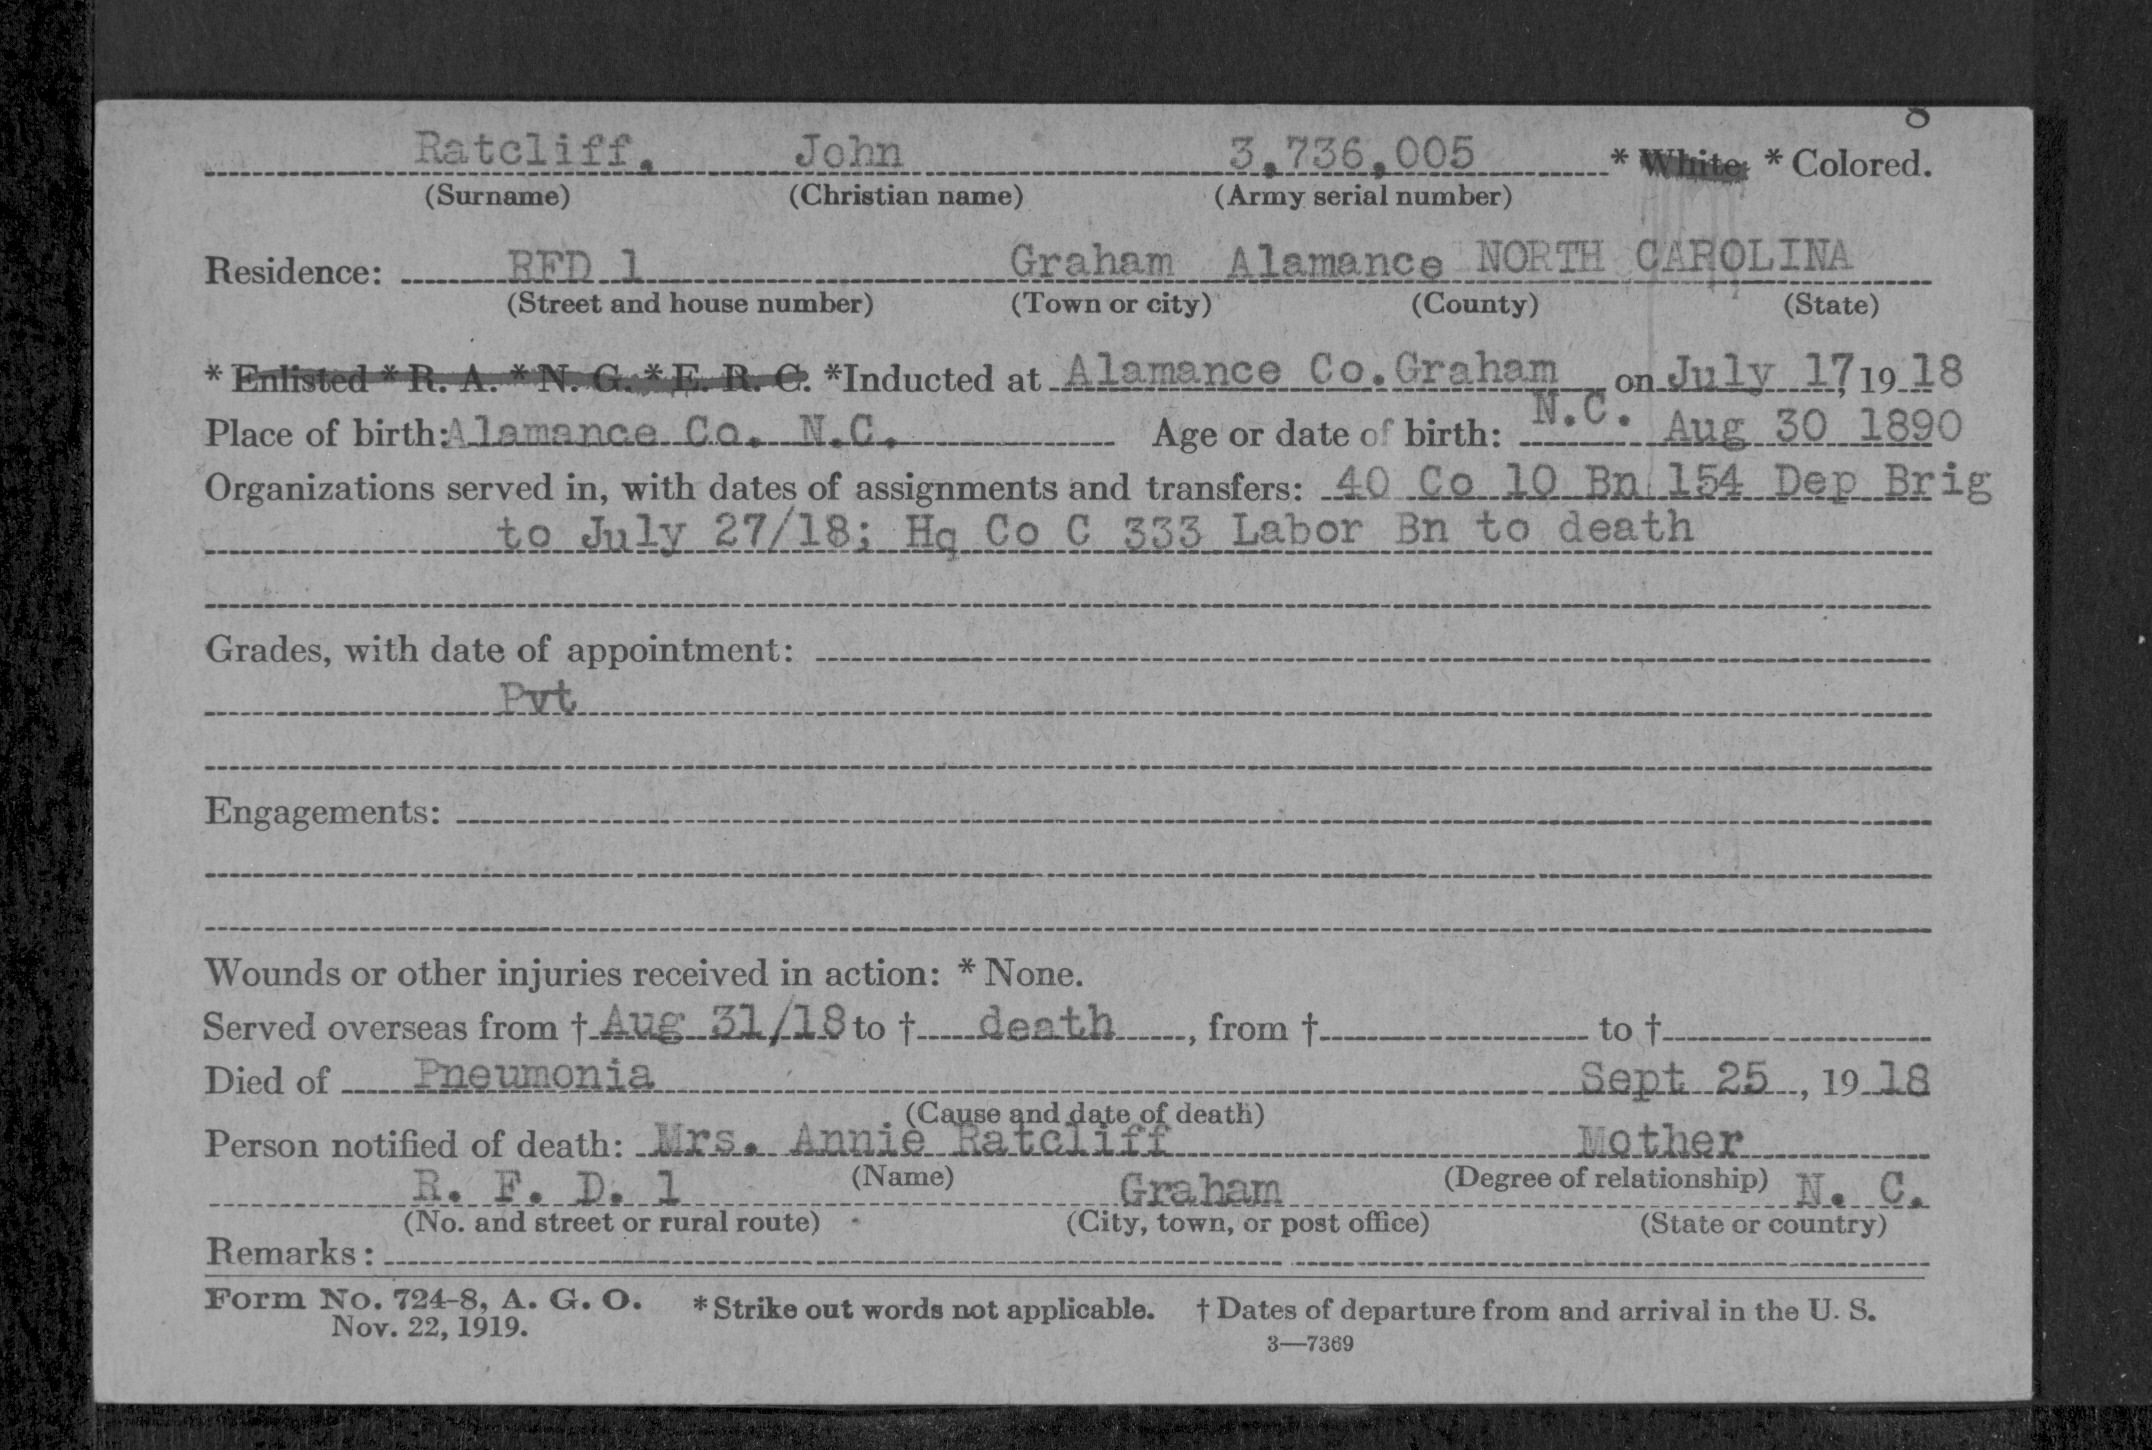 8
Ratcliff, John 3,736,005 * White * Colored.
(Surname) (Christian name) (Army serial number)
Residence: RFD 1 Graham Alamance NORTH CAROLINA
(Street and house number) (Town or city) (County) (State)
* Enlisted * R. A. * N. G. * E. R. C. *Inducted at Alamance Co.Graham on July 17, 19 18
N.C.
Place of birth: Alamance Co. N.C. Age or date of birth: Aug 30 1890
Organizations served in, with dates of assignments and transfers: 40 Co 10 Bn 154 Dep Brig
to July 27/18; Hq Co C 333 Labor Bn to death
Grades, with date of appointment:
Pvt
Engagements:
Wounds or other injuries received in action: * None.
Served overseas from † Aug 31/18 to † death, from † to †
Died of Pneumonia Sept 25, 19 18
(Cause and date of death)
Person notified of death: Mrs. Annie Ratcliff Mother
(Name) (Degree of relationship)
R. F. D. 1 Graham N. C.
(No. and street or rural route) (City, town, or post office) (State or country)
Remarks:
Form No. 724-8, A. G. O. * Strike out words not applicable. † Dates of departure from and arrival in the U. S.
Nov. 22, 1919.
3—7369